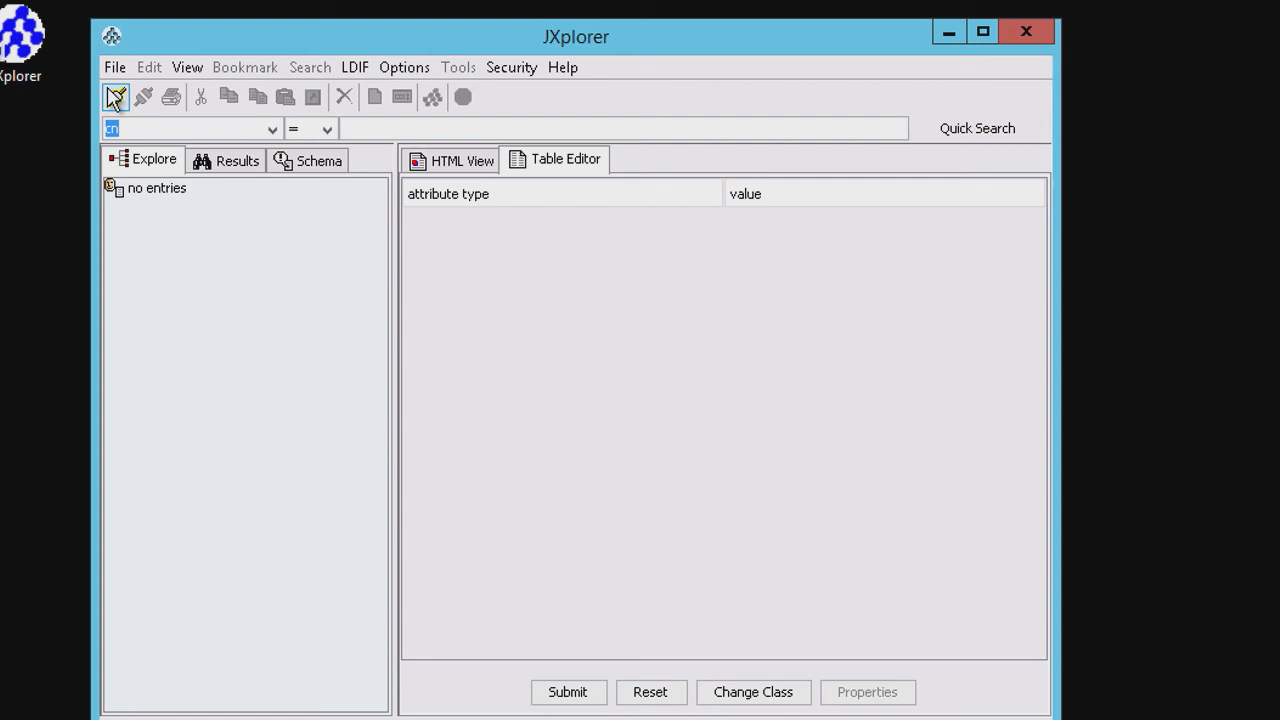 JXplorer
Xplorer
File Edit View Bookmark Search LDIF Options Tools Security Help
cn = Quick Search
Explore Results Schema HTML View Table Editor
no entries
attribute type value
Submit Reset Change Class Properties